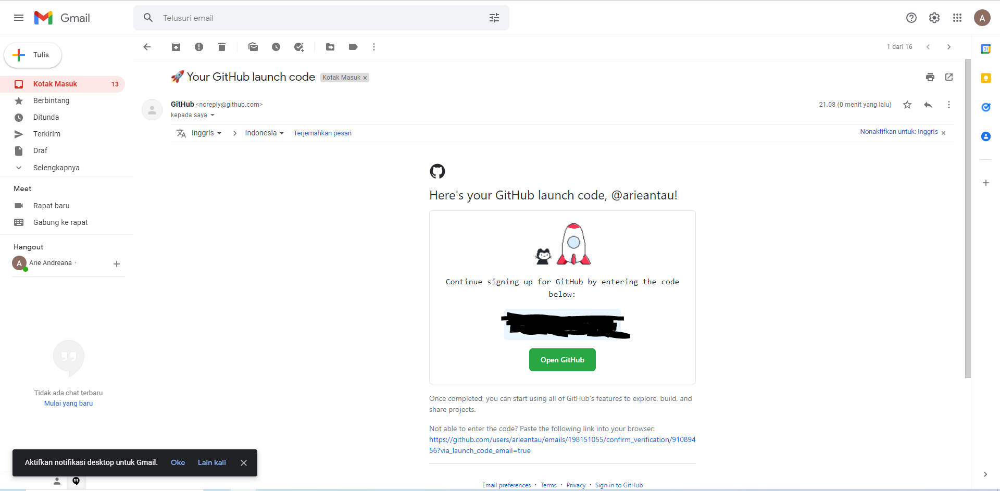 Gmail
Telusuri email
A
Tulis
1 dari 16
31
Kotak Masuk 13
Berbintang
Ditunda
Terkirim
Draf
Selengkapnya
Meet
Rapat baru
Gabung ke rapat
Hangout
A Arie Andreana
Tidak ada chat terbaru
Mulai yang baru
🚀 Your GitHub launch code Kotak Masuk ×
GitHub <noreply@github.com>
21.08 (0 menit yang lalu)
kepada saya
Inggris > Indonesia Terjemahkan pesan
Nonaktifkan untuk: Inggris ×
Here's your GitHub launch code, @arieantau!
Continue signing up for GitHub by entering the code
below:
Open GitHub
Once completed, you can start using all of GitHub's features to explore, build, and
share projects.
Not able to enter the code? Paste the following link into your browser:
https://github.com/users/arieantau/emails/198151055/confirm_verification/910894
56?via_launch_code_email=true
Email preferences · Terms · Privacy · Sign in to GitHub
Aktifkan notifikasi desktop untuk Gmail. Oke Lain kali